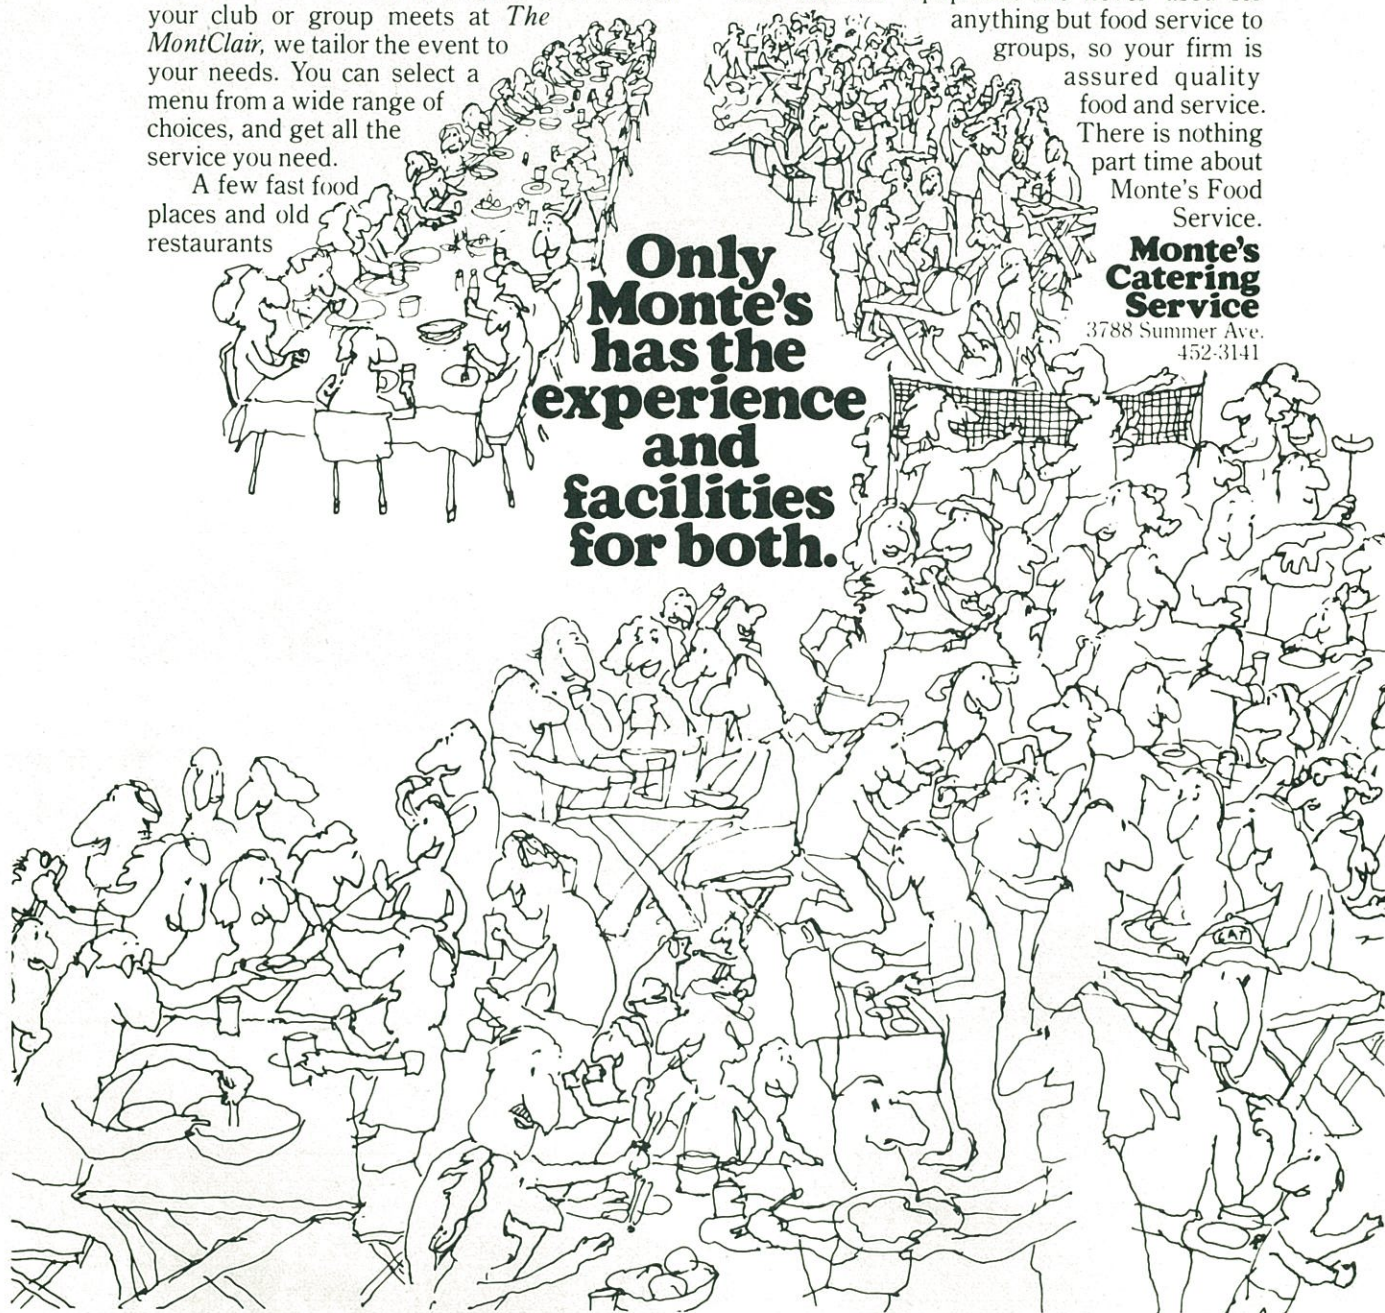 your club or group meets at The
MontClair, we tailor the event to
your needs. You can select a
menu from a wide range of
choices, and get all the
service you need.
A few fast food
places and old
restaurants
anything but food service to
groups, so your firm is
assured quality
food and service.
There is nothing
part time about
Monte's Food
Service.
Monte's
Catering
Service
3788 Summer Ave.
452-3141
Only
Monte's
has the
experience
and
facilities
for both.
CAT